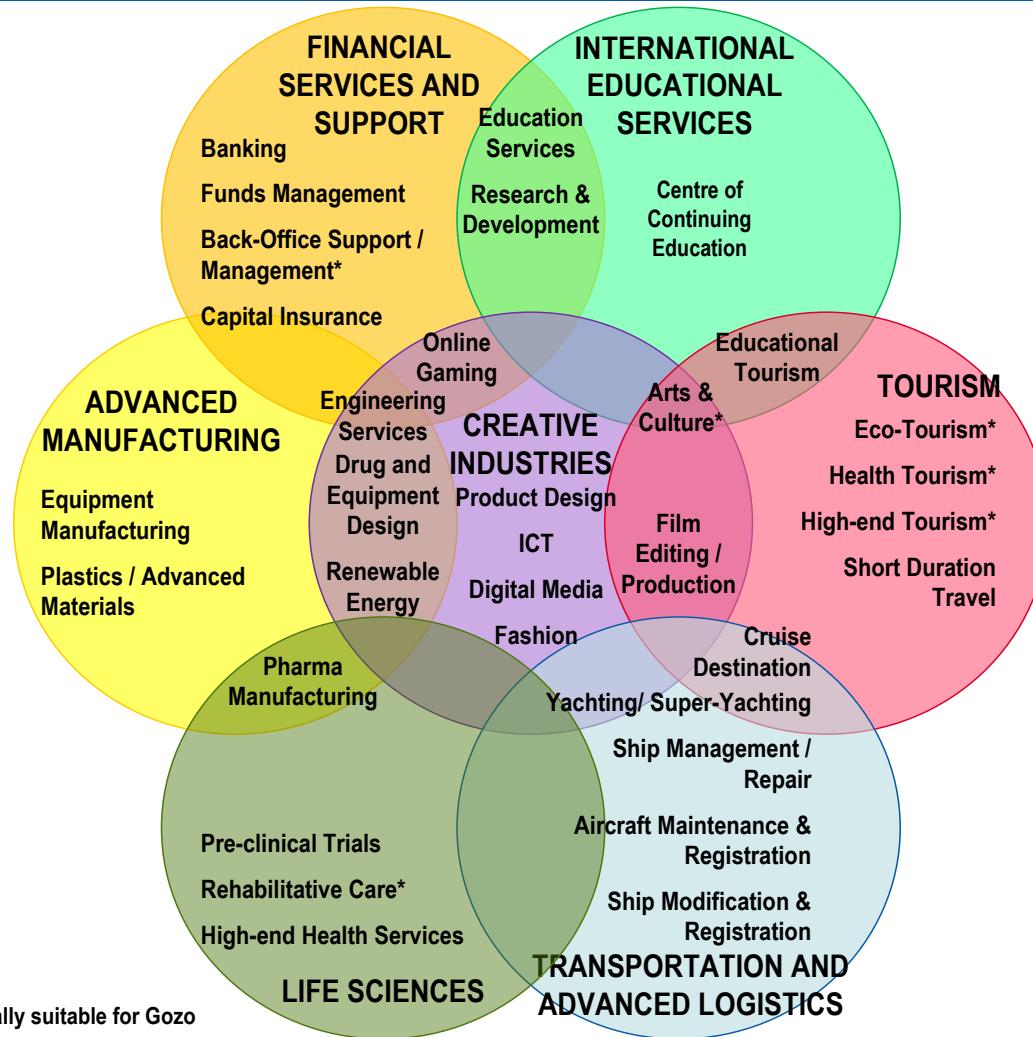 FINANCIAL
SERVICES AND
SUPPORT
Banking
Funds Management
Back-Office Support /
Management*
Capital Insurance
Education
Services
Research &
Development
INTERNATIONAL
EDUCATIONAL
SERVICES
Centre of
Continuing
Education
Online
Gaming
Educational
Tourism
Arts &
Culture*
ADVANCED
MANUFACTURING
Equipment
Manufacturing
Plastics / Advanced
Materials
Engineering
Services
Drug and
Equipment
Design
Renewable
Energy
CREATIVE
INDUSTRIES
Product Design
ICT
Digital Media
Fashion
Film
Editing /
Production
TOURISM
Eco-Tourism*
Health Tourism*
High-end Tourism*
Short Duration
Travel
Pharma
Manufacturing
Cruise
Destination
Yachting/ Super-Yachting
Ship Management /
Repair
Aircraft Maintenance &
Registration
Ship Modification &
Registration
TRANSPORTATION AND
ADVANCED LOGISTICS
Pre-clinical Trials
Rehabilitative Care*
High-end Health Services
LIFE SCIENCES
ally suitable for Gozo